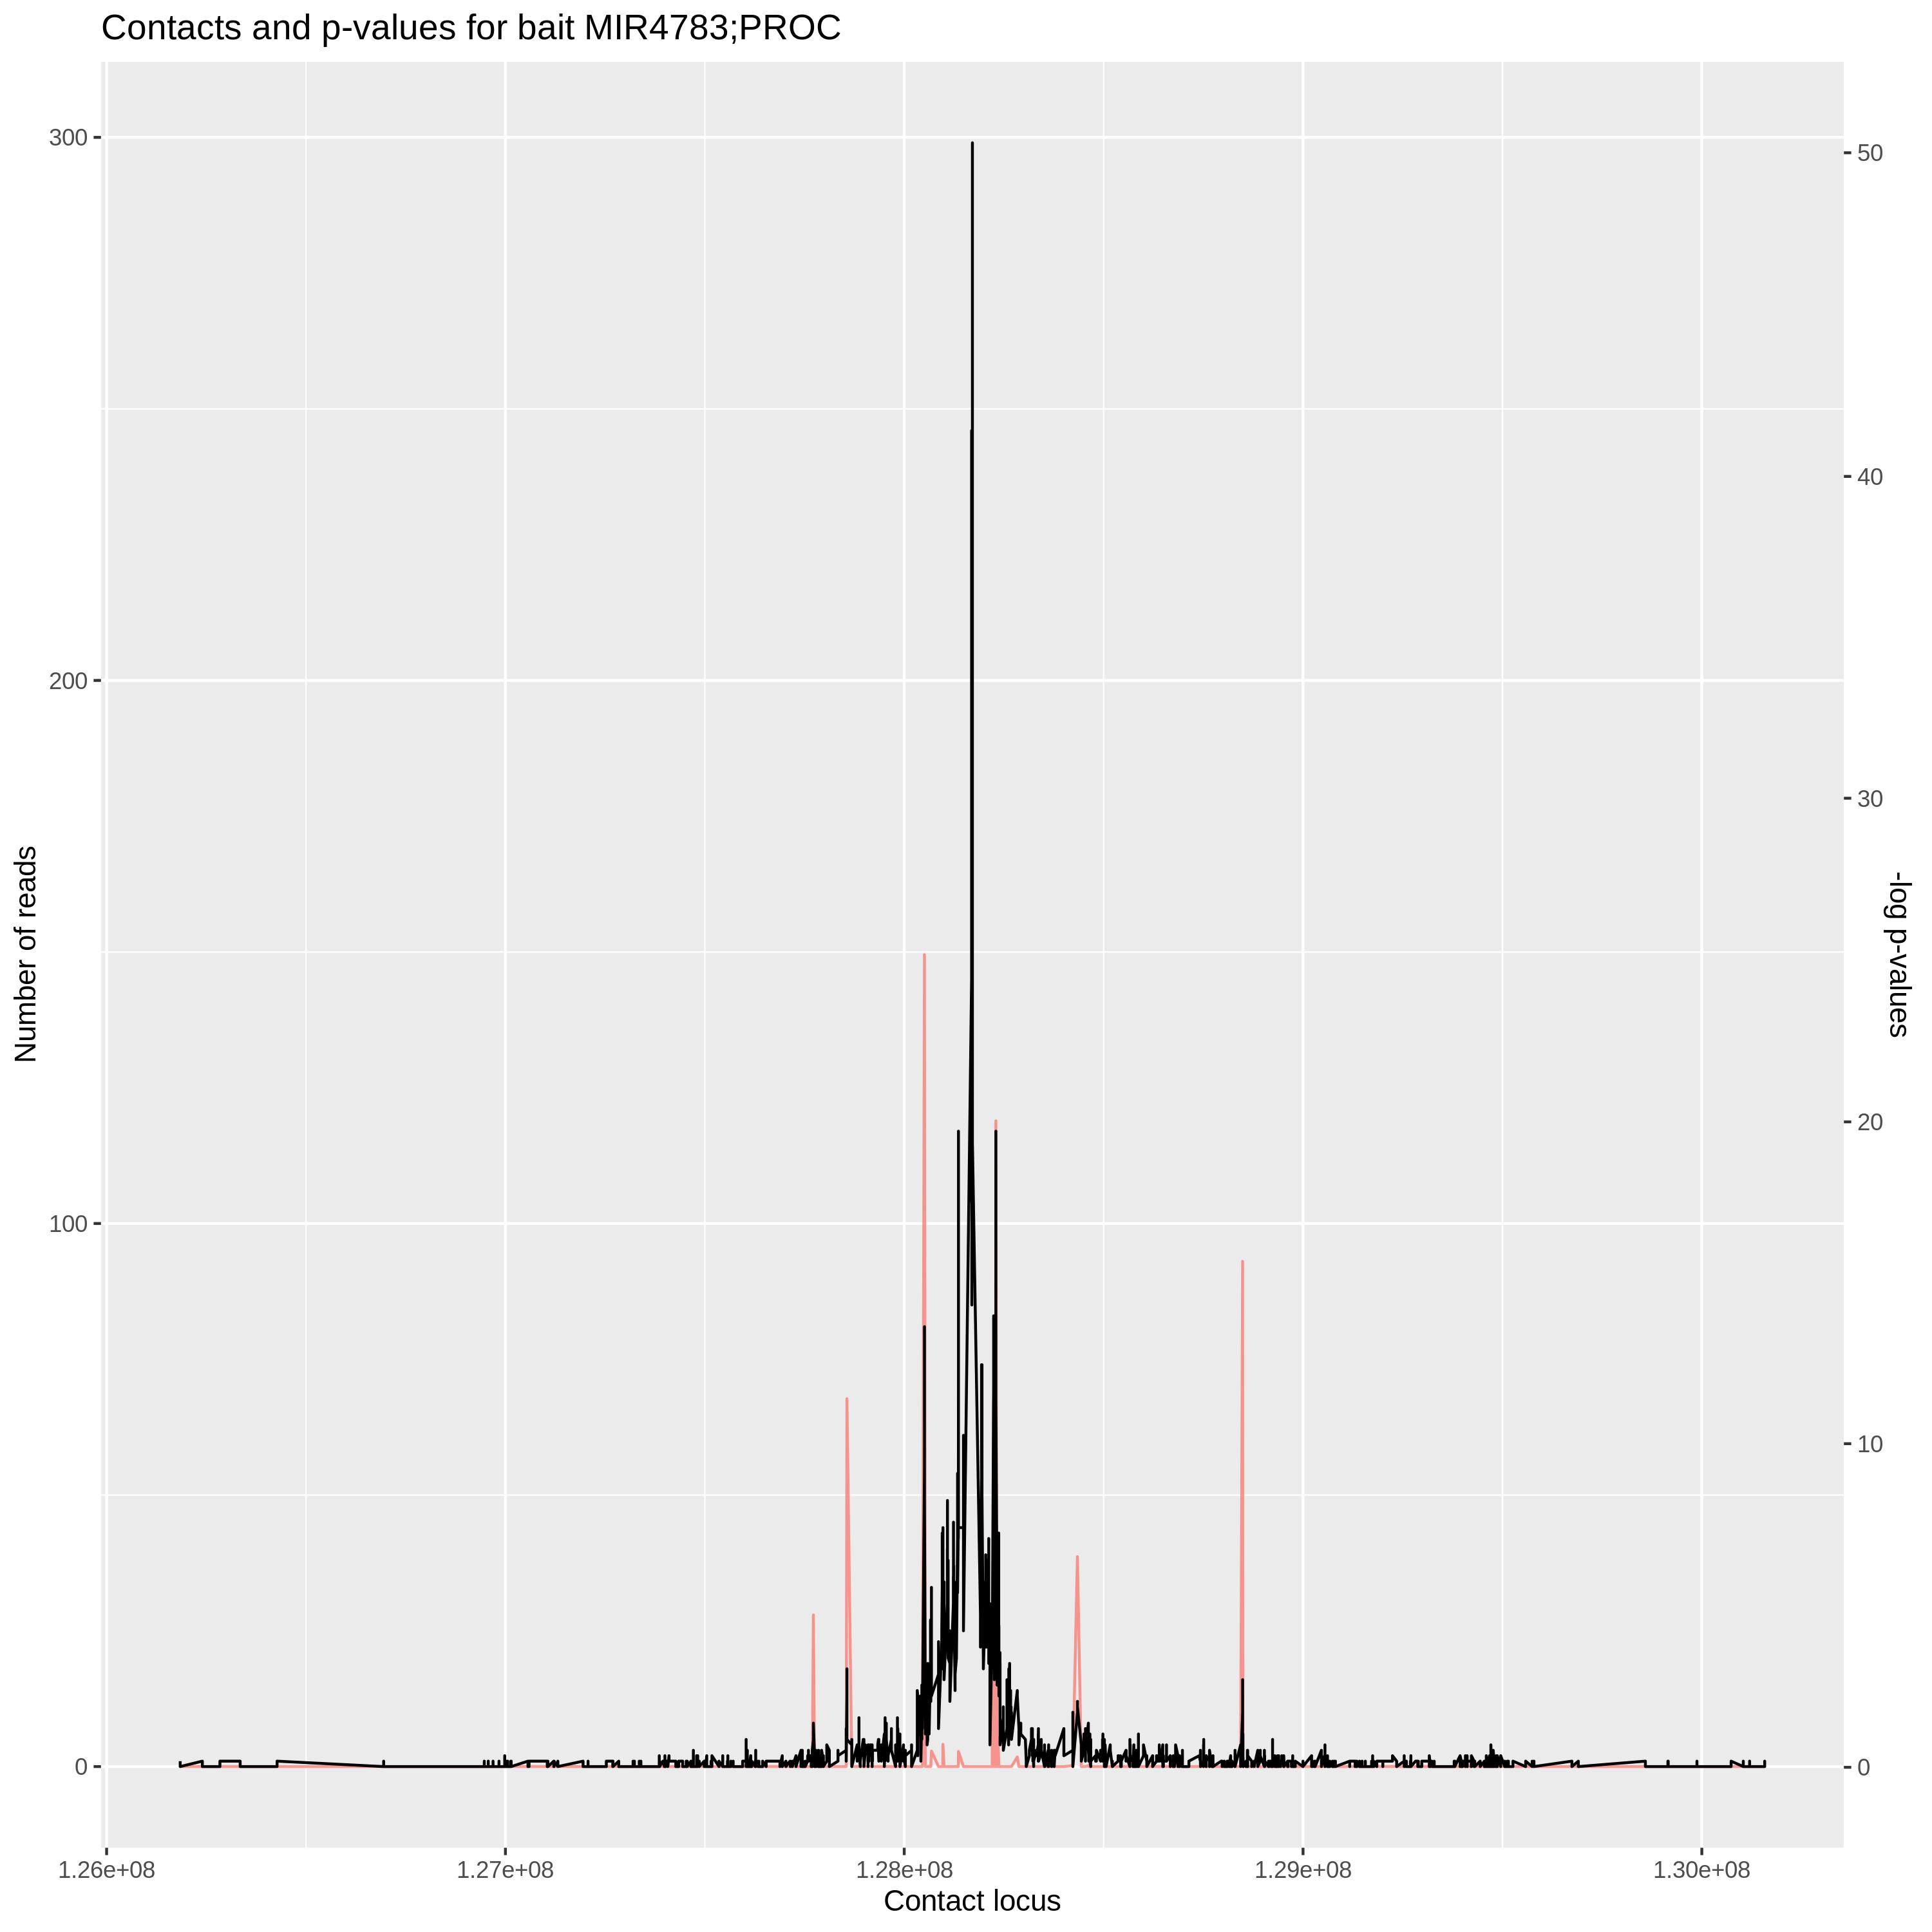 Contacts and p-values for bait MIR4783;PROC
300
200
100
0
50
40
30
20
10
0
Number of reads
-log p-values
1.26e+08 1.27e+08 1.28e+08 1.29e+08 1.30e+08
Contact locus